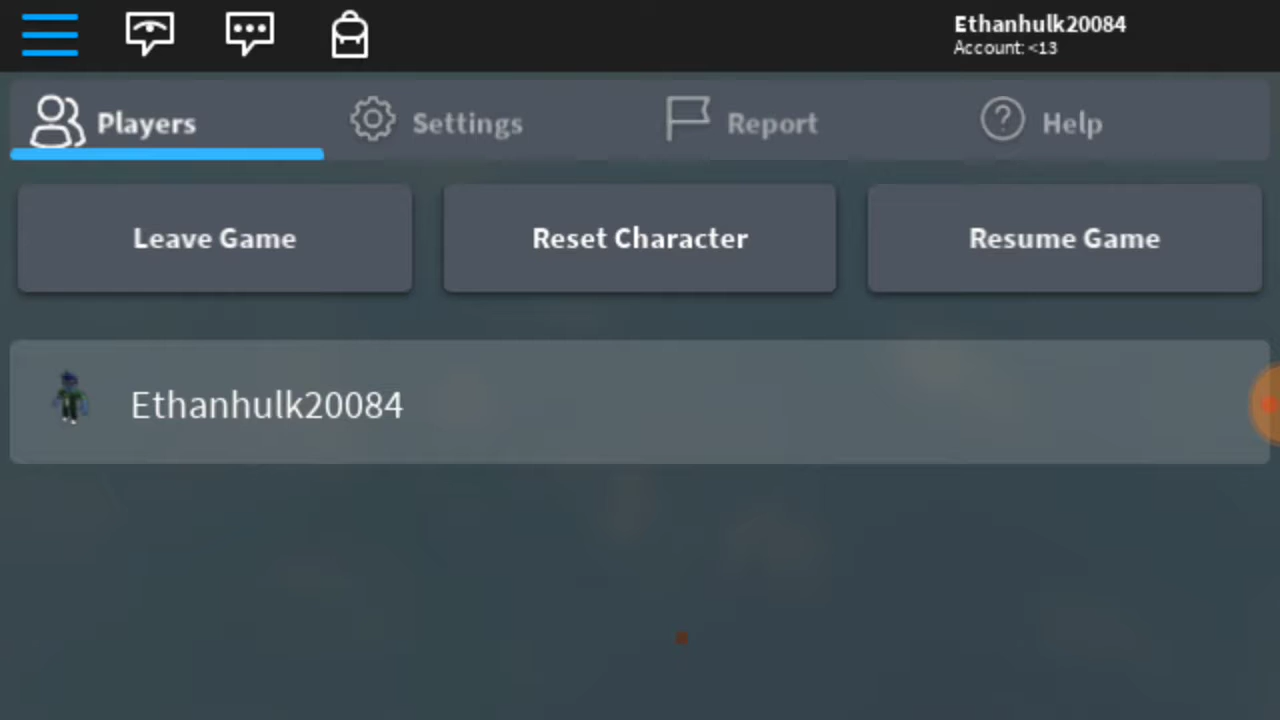 Ethanhulk20084
Account: <13
Players
Settings
Report
Help
Leave Game
Reset Character
Resume Game
Ethanhulk20084